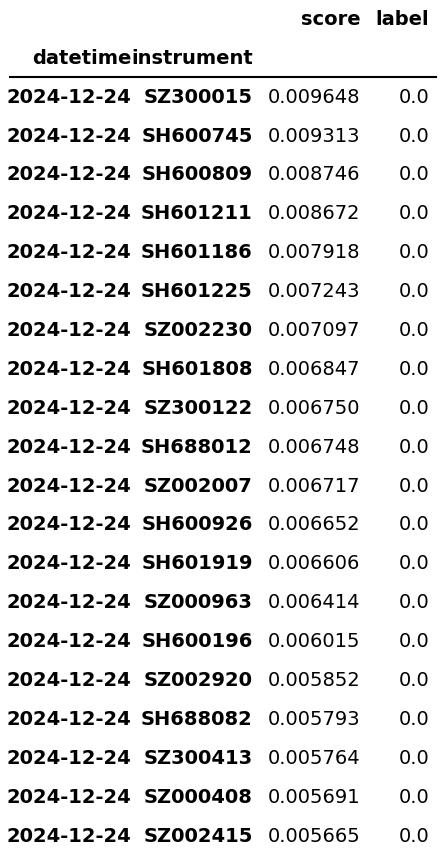 score label
datetime instrument
2024-12-24 SZ300015 0.009648 0.0
2024-12-24 SH600745 0.009313 0.0
2024-12-24 SH600809 0.008746 0.0
2024-12-24 SH601211 0.008672 0.0
2024-12-24 SH601186 0.007918 0.0
2024-12-24 SH601225 0.007243 0.0
2024-12-24 SZ002230 0.007097 0.0
2024-12-24 SH601808 0.006847 0.0
2024-12-24 SZ300122 0.006750 0.0
2024-12-24 SH688012 0.006748 0.0
2024-12-24 SZ002007 0.006717 0.0
2024-12-24 SH600926 0.006652 0.0
2024-12-24 SH601919 0.006606 0.0
2024-12-24 SZ000963 0.006414 0.0
2024-12-24 SH600196 0.006015 0.0
2024-12-24 SZ002920 0.005852 0.0
2024-12-24 SH688082 0.005793 0.0
2024-12-24 SZ300413 0.005764 0.0
2024-12-24 SZ000408 0.005691 0.0
2024-12-24 SZ002415 0.005665 0.0